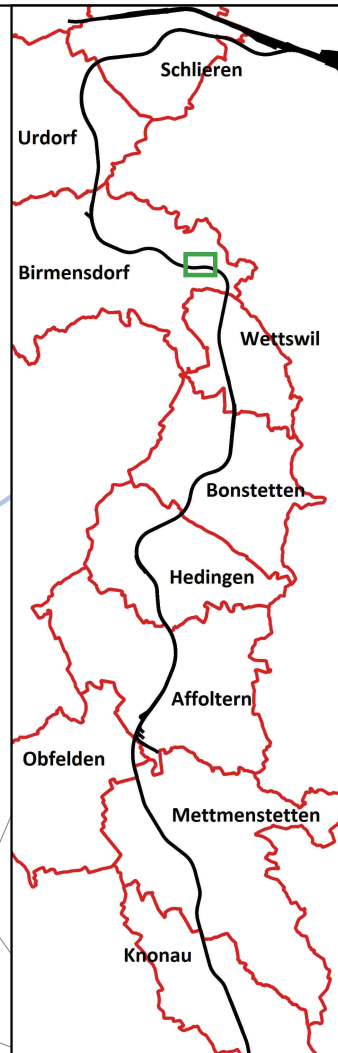 Schlieren
Urdorf
Birmensdorf
Wettswil
Bonstetten
Hedingen
Affoltern
Obfelden
Mettmenstetten
Knonau